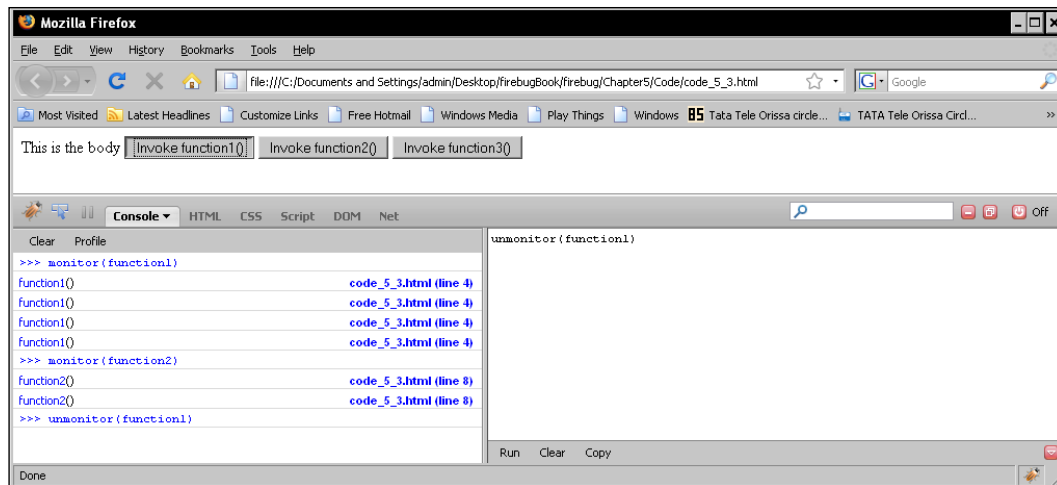 Mozilla Firefox
File Edit View History Bookmarks Tools Help
file:///C:/Documents and Settings/admin/Desktop/firebugBook/firebug/Chapter5/Code/code_5_3.html G Google
Most Visited Latest Headlines Customize Links Free Hotmail Windows Media Play Things Windows 85 Tata Tele Orissa circle... TATA Tele Orissa Circl... »
This is the body Invoke function1() Invoke function2() Invoke function3()
Console HTML CSS Script DOM Net Off
Clear Profile
unmonitor(function1)
>>> monitor(function1)
function1() code_5_3.html (line 4)
function1() code_5_3.html (line 4)
function1() code_5_3.html (line 4)
function1() code_5_3.html (line 4)
>>> monitor(function2)
function2() code_5_3.html (line 8)
function2() code_5_3.html (line 8)
>>> unmonitor(function1)
Run Clear Copy
Done